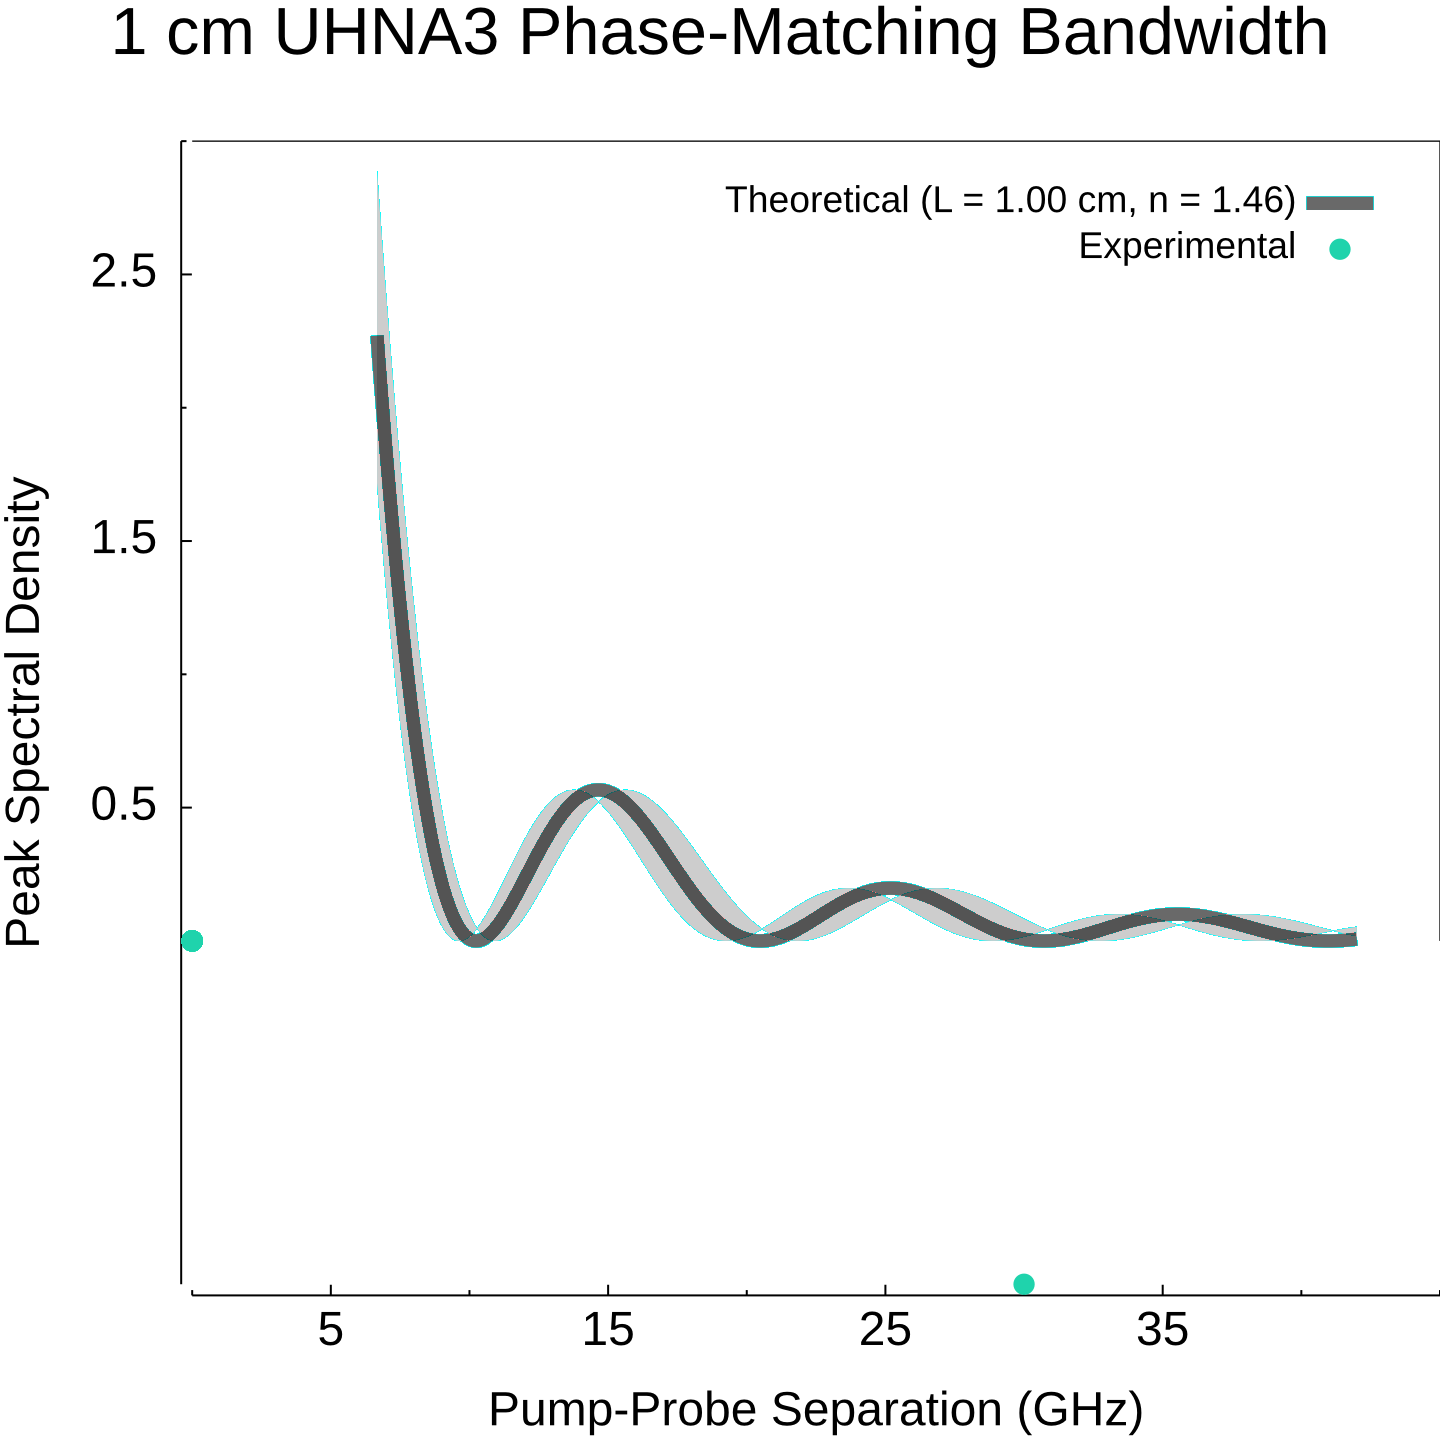 1 cm UHNA3 Phase-Matching Bandwidth
Theoretical (L = 1.00 cm, n = 1.46)
Experimental
2.5
1.5
0.5
Peak Spectral Density
5 15 25 35
Pump-Probe Separation (GHz)